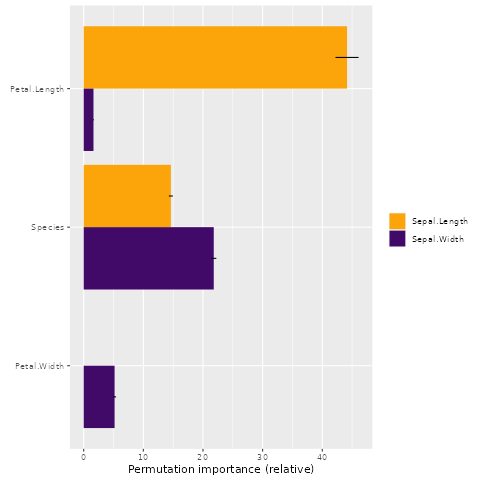 Petal.Length
Species
Petal.Width
0 10 20 30 40
Permutation importance (relative)
Sepal.Length
Sepal.Width